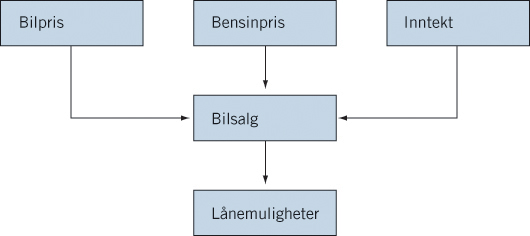 Bilpris
Bensinpris
Inntekt
Bilsalg
Lånemuligheter